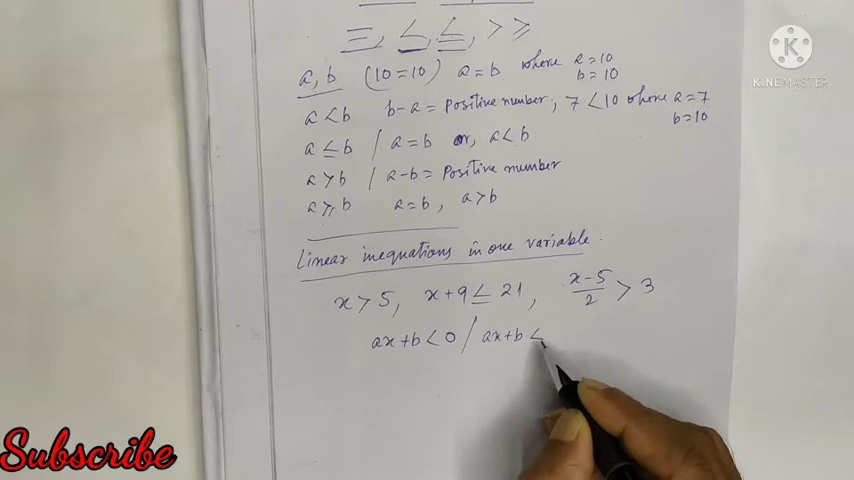 =, <, ≤, > ≥
a, b (10 = 10) a = b where a = 10
b = 10
a < b b - a = Positive number; 7 < 10 where a = 7
b = 10
a ≤ b / a = b or, a < b
a > b / a - b = Positive number
a ≥ b a = b, a > b
Linear inequations in one variable.
x > 5, x + 9 ≤ 21, (x - 5)/2 > 3
ax + b < 0 / ax + b <
K
KINEMASTER
Subscribe